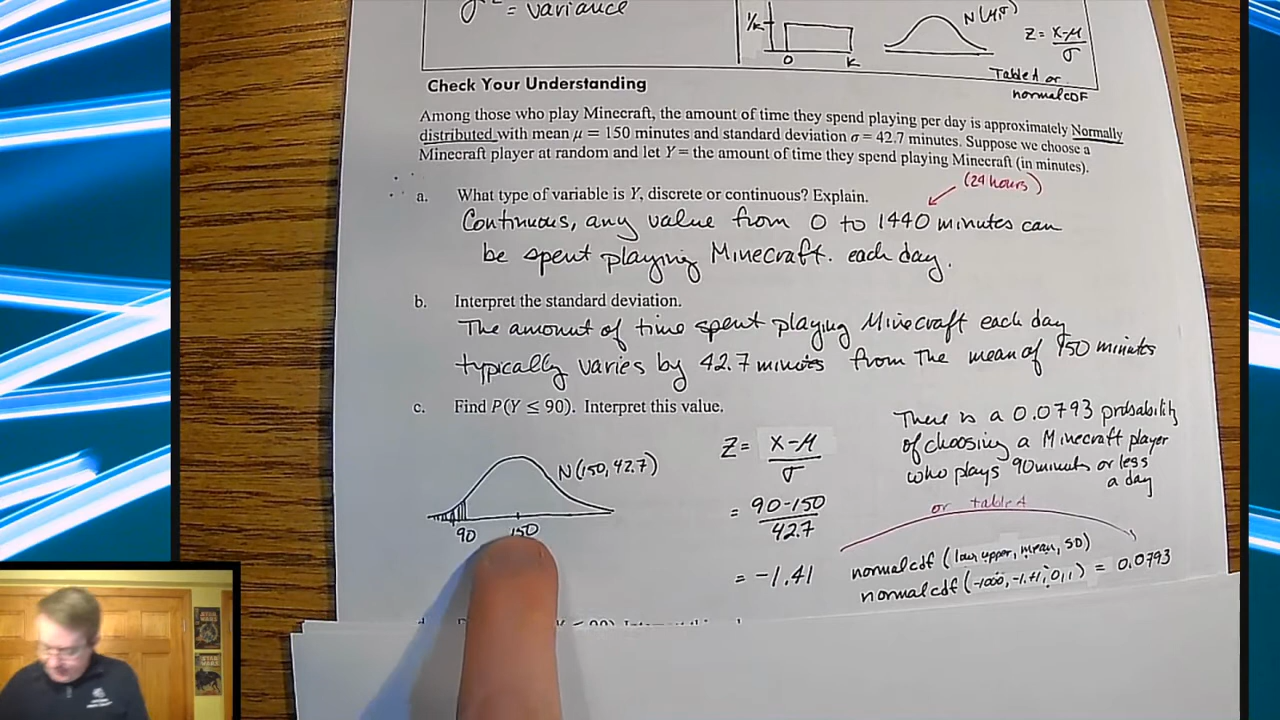 = variance
1/k
0 K
N(μ,σ)
Z = X-μ
σ
Table A or
normalCDF
Check Your Understanding
Among those who play Minecraft, the amount of time they spend playing per day is approximately Normally
distributed with mean μ = 150 minutes and standard deviation σ = 42.7 minutes. Suppose we choose a
Minecraft player at random and let Y = the amount of time they spend playing Minecraft (in minutes).
a. What type of variable is Y, discrete or continuous? Explain.
(24 hours)
Continuous, any value from 0 to 1440 minutes can
be spent playing Minecraft. each day.
b. Interpret the standard deviation.
The amount of time spent playing Minecraft each day
typically varies by 42.7 minutes from the mean of 150 minutes
c. Find P(Y ≤ 90). Interpret this value.
N(150, 42.7)
90 150
Z = X-μ
σ
= 90-150
42.7
= -1.41
There is a 0.0793 probability
of choosing a Minecraft player
who plays 90 minutes or less
a day
or table A
normalcdf (low, upper, mean, SD)
normalcdf (-1000, -1.41, 0, 1) = 0.0793
STAR
WARS